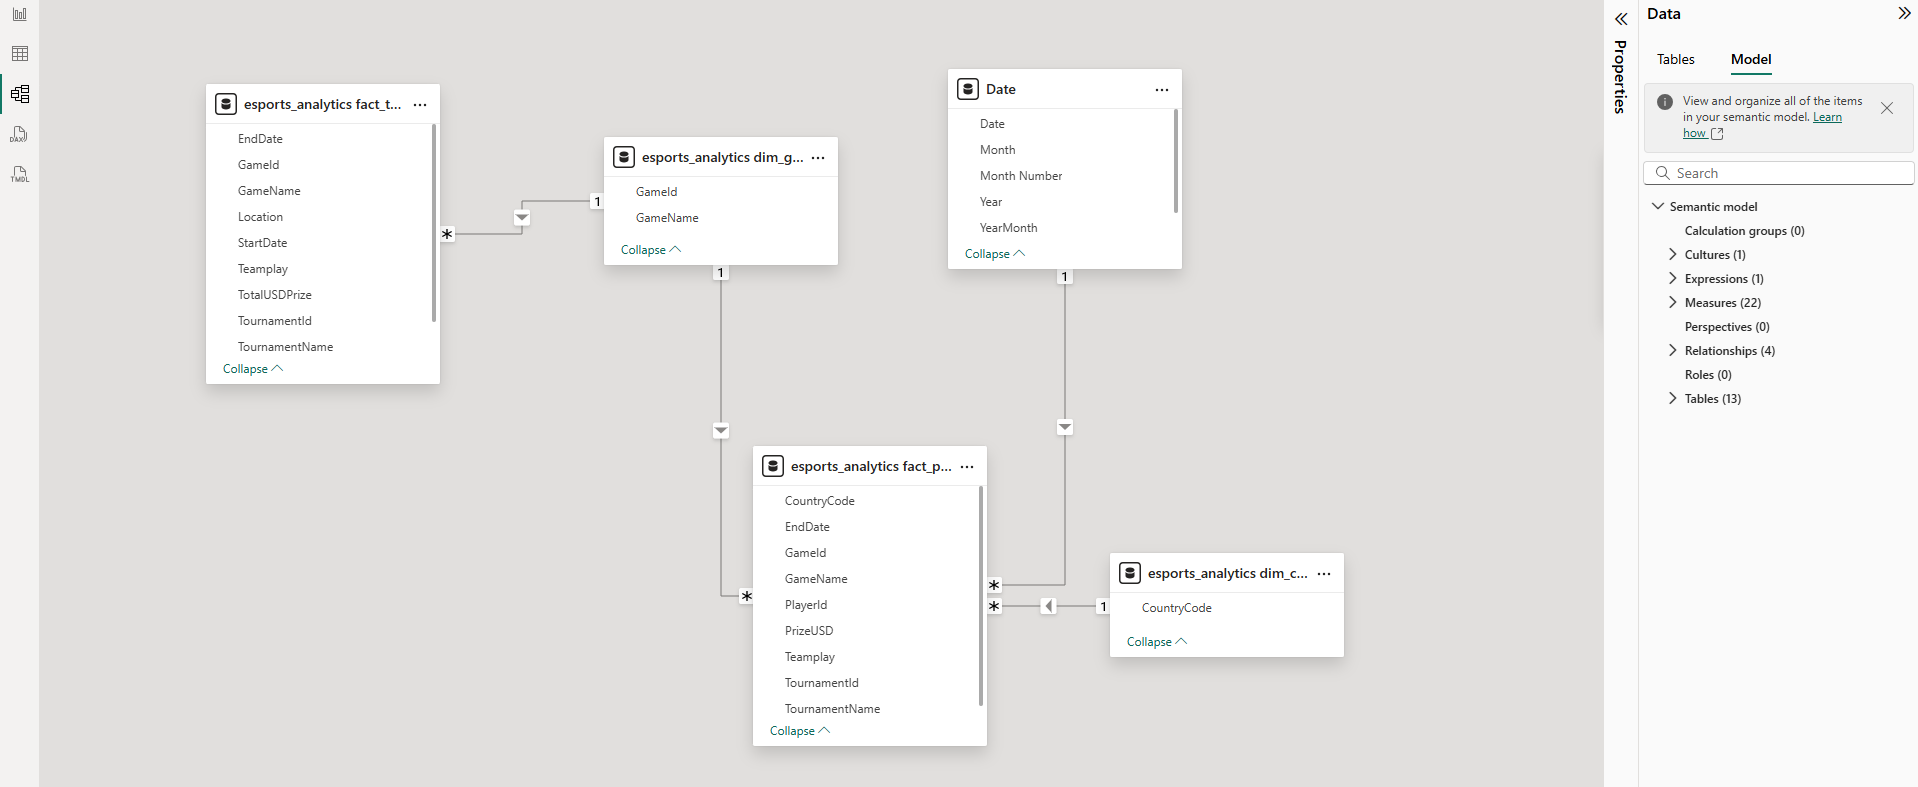 DAX
TMDL
esports_analytics fact_t...
EndDate
GameId
GameName
Location
StartDate
Teamplay
TotalUSDPrize
TournamentId
TournamentName
Collapse
*
1
esports_analytics dim_g...
GameId
GameName
Collapse
1
Date
Date
Month
Month Number
Year
YearMonth
Collapse
1
esports_analytics fact_p...
CountryCode
EndDate
GameId
GameName
PlayerId
PrizeUSD
Teamplay
TournamentId
TournamentName
Collapse
*
*
*
1
esports_analytics dim_c...
CountryCode
Collapse
Properties
Data
Tables Model
View and organize all of the items
in your semantic model. Learn
how
Search
Semantic model
Calculation groups (0)
Cultures (1)
Expressions (1)
Measures (22)
Perspectives (0)
Relationships (4)
Roles (0)
Tables (13)